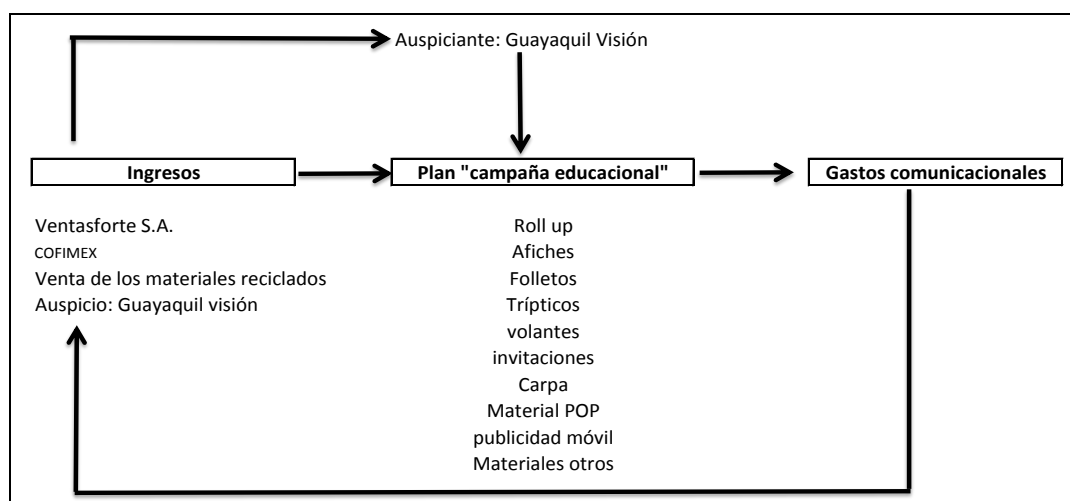 Auspiciante: Guayaquil Visión
Ingresos
Plan "campaña educacional"
Gastos comunicacionales
Ventasforte S.A.
COFIMEX
Venta de los materiales reciclados
Auspicio: Guayaquil visión
Roll up
Afiches
Folletos
Trípticos
volantes
invitaciones
Carpa
Material POP
publicidad móvil
Materiales otros